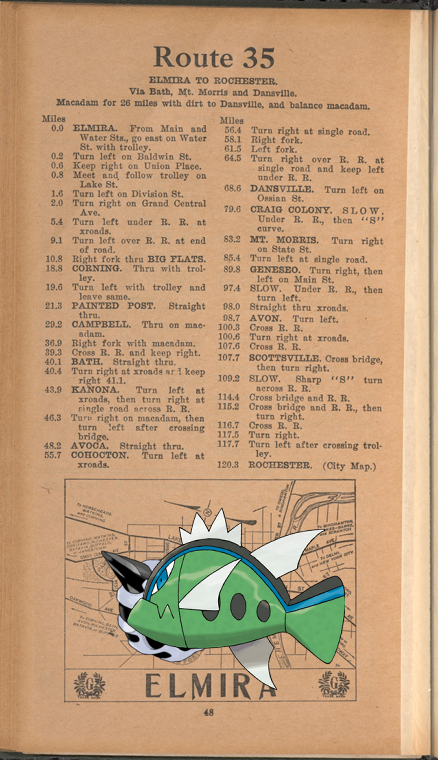 Route 35
ELMIRA TO ROCHESTER.
Via Bath, Mt. Morris and Dansville.
Macadam for 26 miles with dirt to Dansville, and balance macadam.
Miles
0.0 ELMIRA. From Main and
Water Sts., go east on Water
St. with trolley.
0.2 Turn left on Baldwin St.
0.6 Keep right on Union Place.
0.8 Meet and follow trolley on
Lake St.
1.6 Turn left on Division St.
2.0 Turn right on Grand Central
Ave.
5.4 Turn left under R. R. at
xroads.
9.1 Turn left over R. R. at end
of road.
10.8 Right fork thru BIG FLATS.
18.8 CORNING. Thru with trol-
ley.
19.6 Turn left with trolley and
leave same.
21.3 PAINTED POST. Straight
thru.
29.2 CAMPBELL. Thru on mac-
adam.
36.9 Right fork with macadam.
39.3 Cross R. R. and keep right.
40.1 BATH. Straight thru.
40.4 Turn right at xroads and keep
right 41.1.
43.9 KANONA. Turn left at
xroads, then turn right at
single road across R. R.
46.3 Turn right on macadam, then
turn left after crossing
bridge.
48.2 AVOCA. Straight thru.
55.7 COHOCTON. Turn left at
xroads.
Miles
56.4 Turn right at single road.
58.1 Right fork.
61.5 Left fork.
64.5 Turn right over R. R. at
single road and keep left
under R. R.
68.6 DANSVILLE. Turn left on
Ossian St.
79.6 CRAIG COLONY. SLOW.
Under R. R., then "S"
curve.
83.2 MT. MORRIS. Turn right
on State St.
85.4 Turn left at single road.
89.8 GENESEO. Turn right, then
left on Main St.
97.4 SLOW. Under R. R., then
turn left.
98.0 Straight thru xroads.
98.7 AVON. Turn left.
100.3 Cross R. R.
100.6 Turn right at xroads.
107.6 Cross R. R.
107.7 SCOTTSVILLE. Cross bridge,
then turn right.
109.2 SLOW. Sharp "S" turn
across R. R.
114.4 Cross bridge and R. R.
115.2 Cross bridge and R. R., then
turn right.
116.7 Cross R. R.
117.5 Turn right.
117.7 Turn left after crossing trol-
ley.
120.3 ROCHESTER. (City Map.)
ELMIRA
48